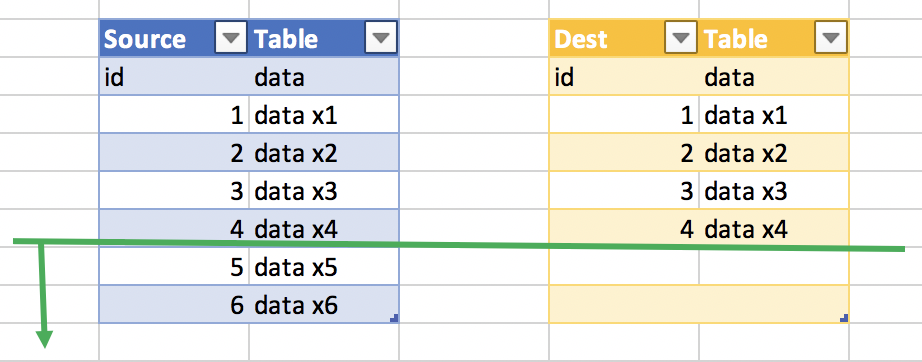 Source Table Dest Table
id data id data
1 data x1 1 data x1
2 data x2 2 data x2
3 data x3 3 data x3
4 data x4 4 data x4
5 data x5
6 data x6